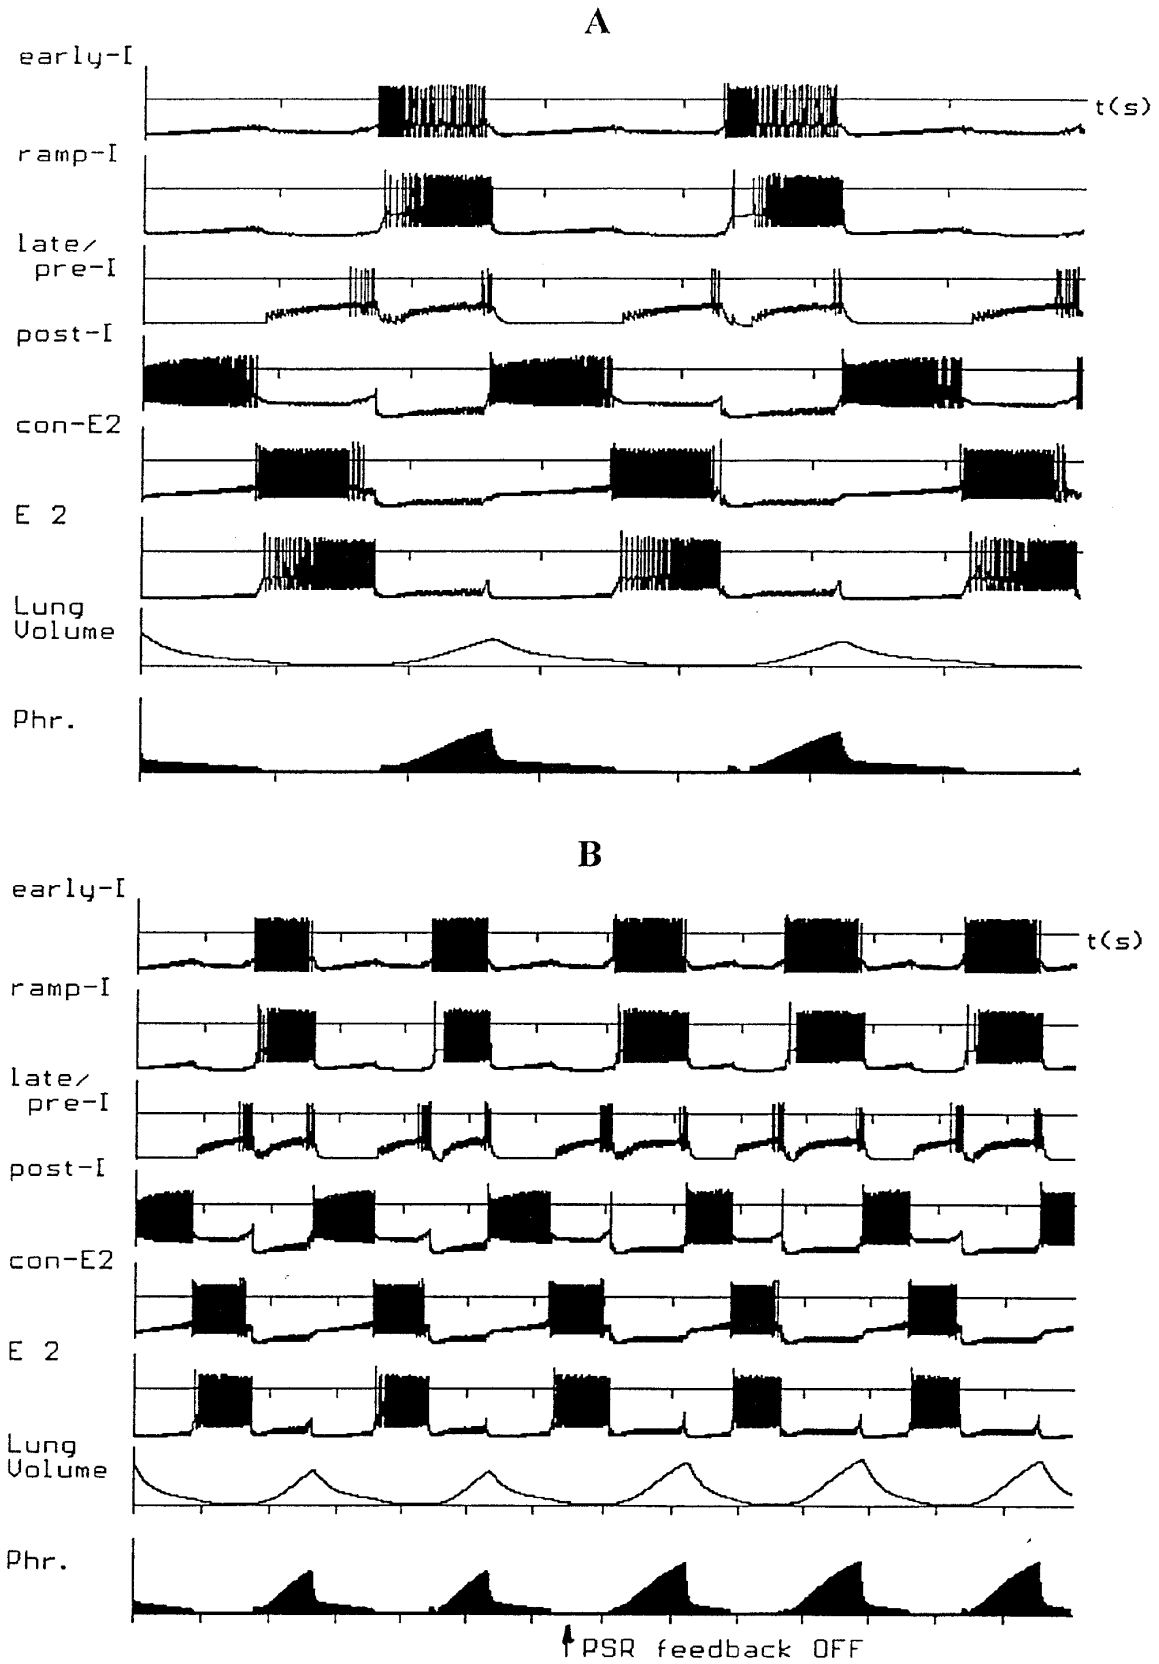 A
early-I
t(s)
ramp-I
late/
pre-I
post-I
con-E2
E 2
Lung
Volume
Phr.
B
early-I
t(s)
ramp-I
late/
pre-I
post-I
con-E2
E 2
Lung
Volume
Phr.
PSR feedback OFF